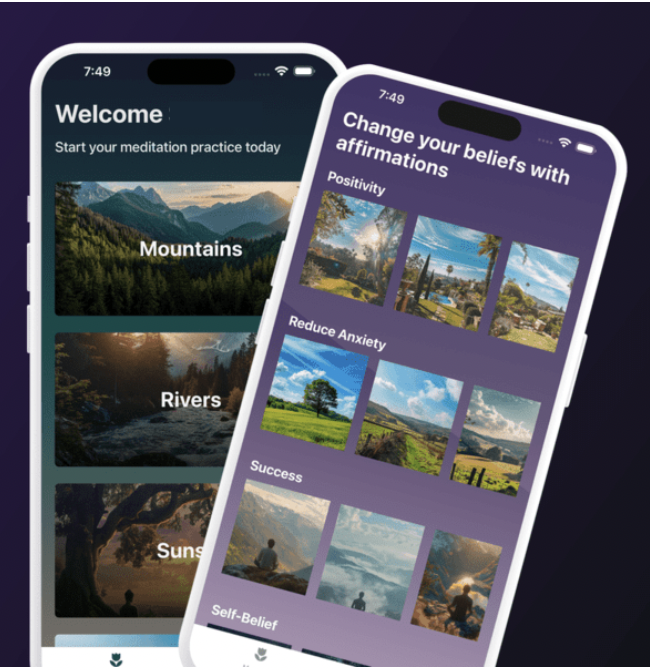 7:49
Welcome
Start your meditation practice today
Mountains
Rivers
Suns
7:49
Change your beliefs with
affirmations
Positivity
Reduce Anxiety
Success
Self-Belief